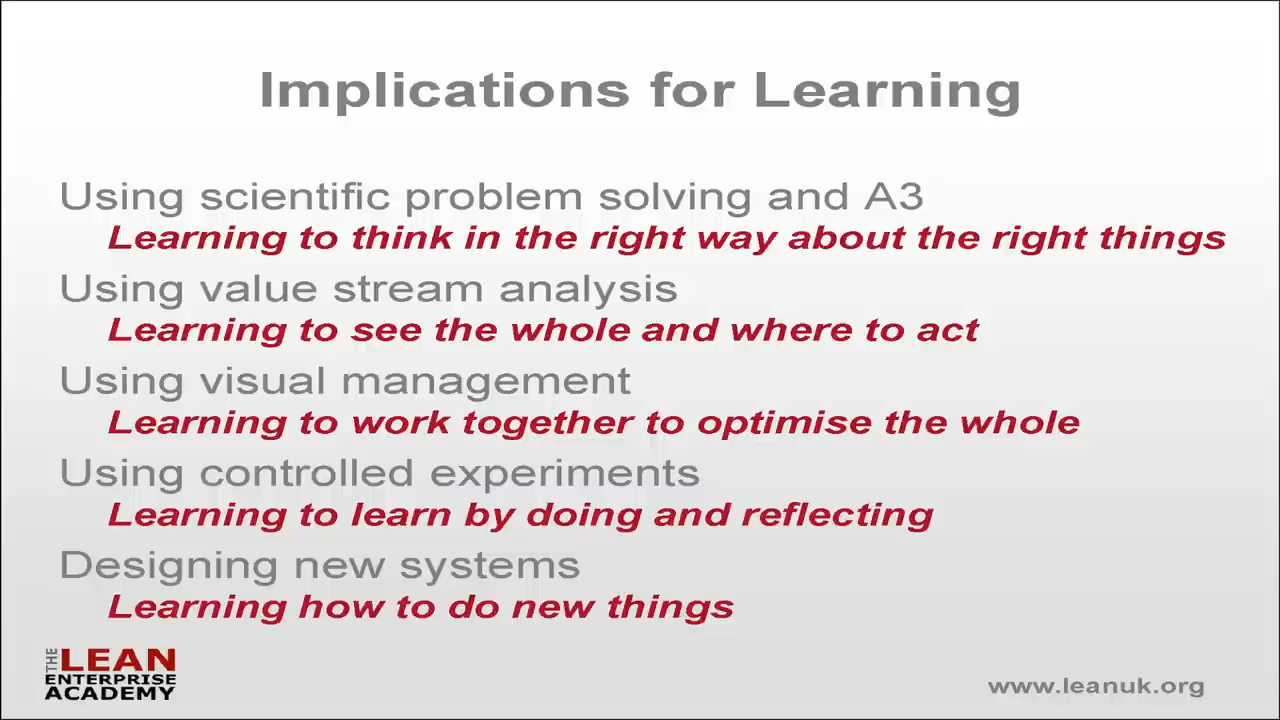 Implications for Learning
Using scientific problem solving and A3
Learning to think in the right way about the right things
Using value stream analysis
Learning to see the whole and where to act
Using visual management
Learning to work together to optimise the whole
Using controlled experiments
Learning to learn by doing and reflecting
Designing new systems
Learning how to do new things
THE LEAN
ENTERPRISE
ACADEMY
www.leanuk.org